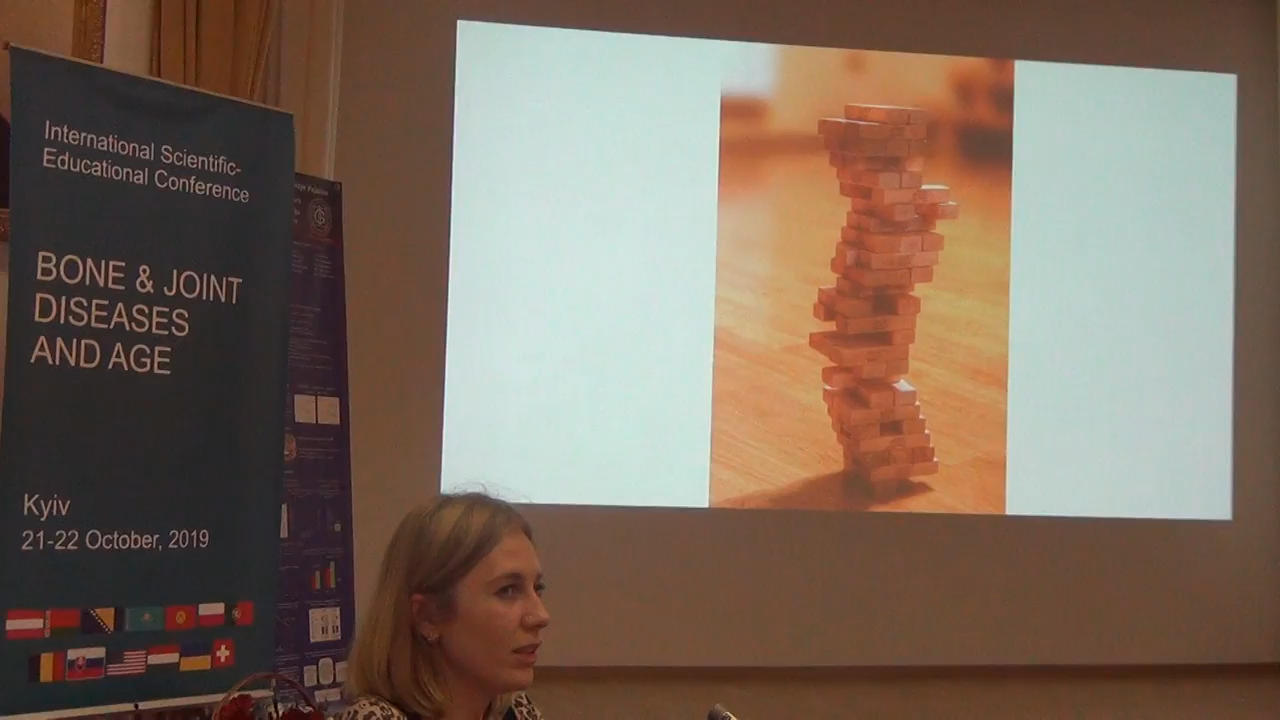 International Scientific-
Educational Conference
BONE & JOINT
DISEASES
AND AGE
Kyiv
21-22 October, 2019